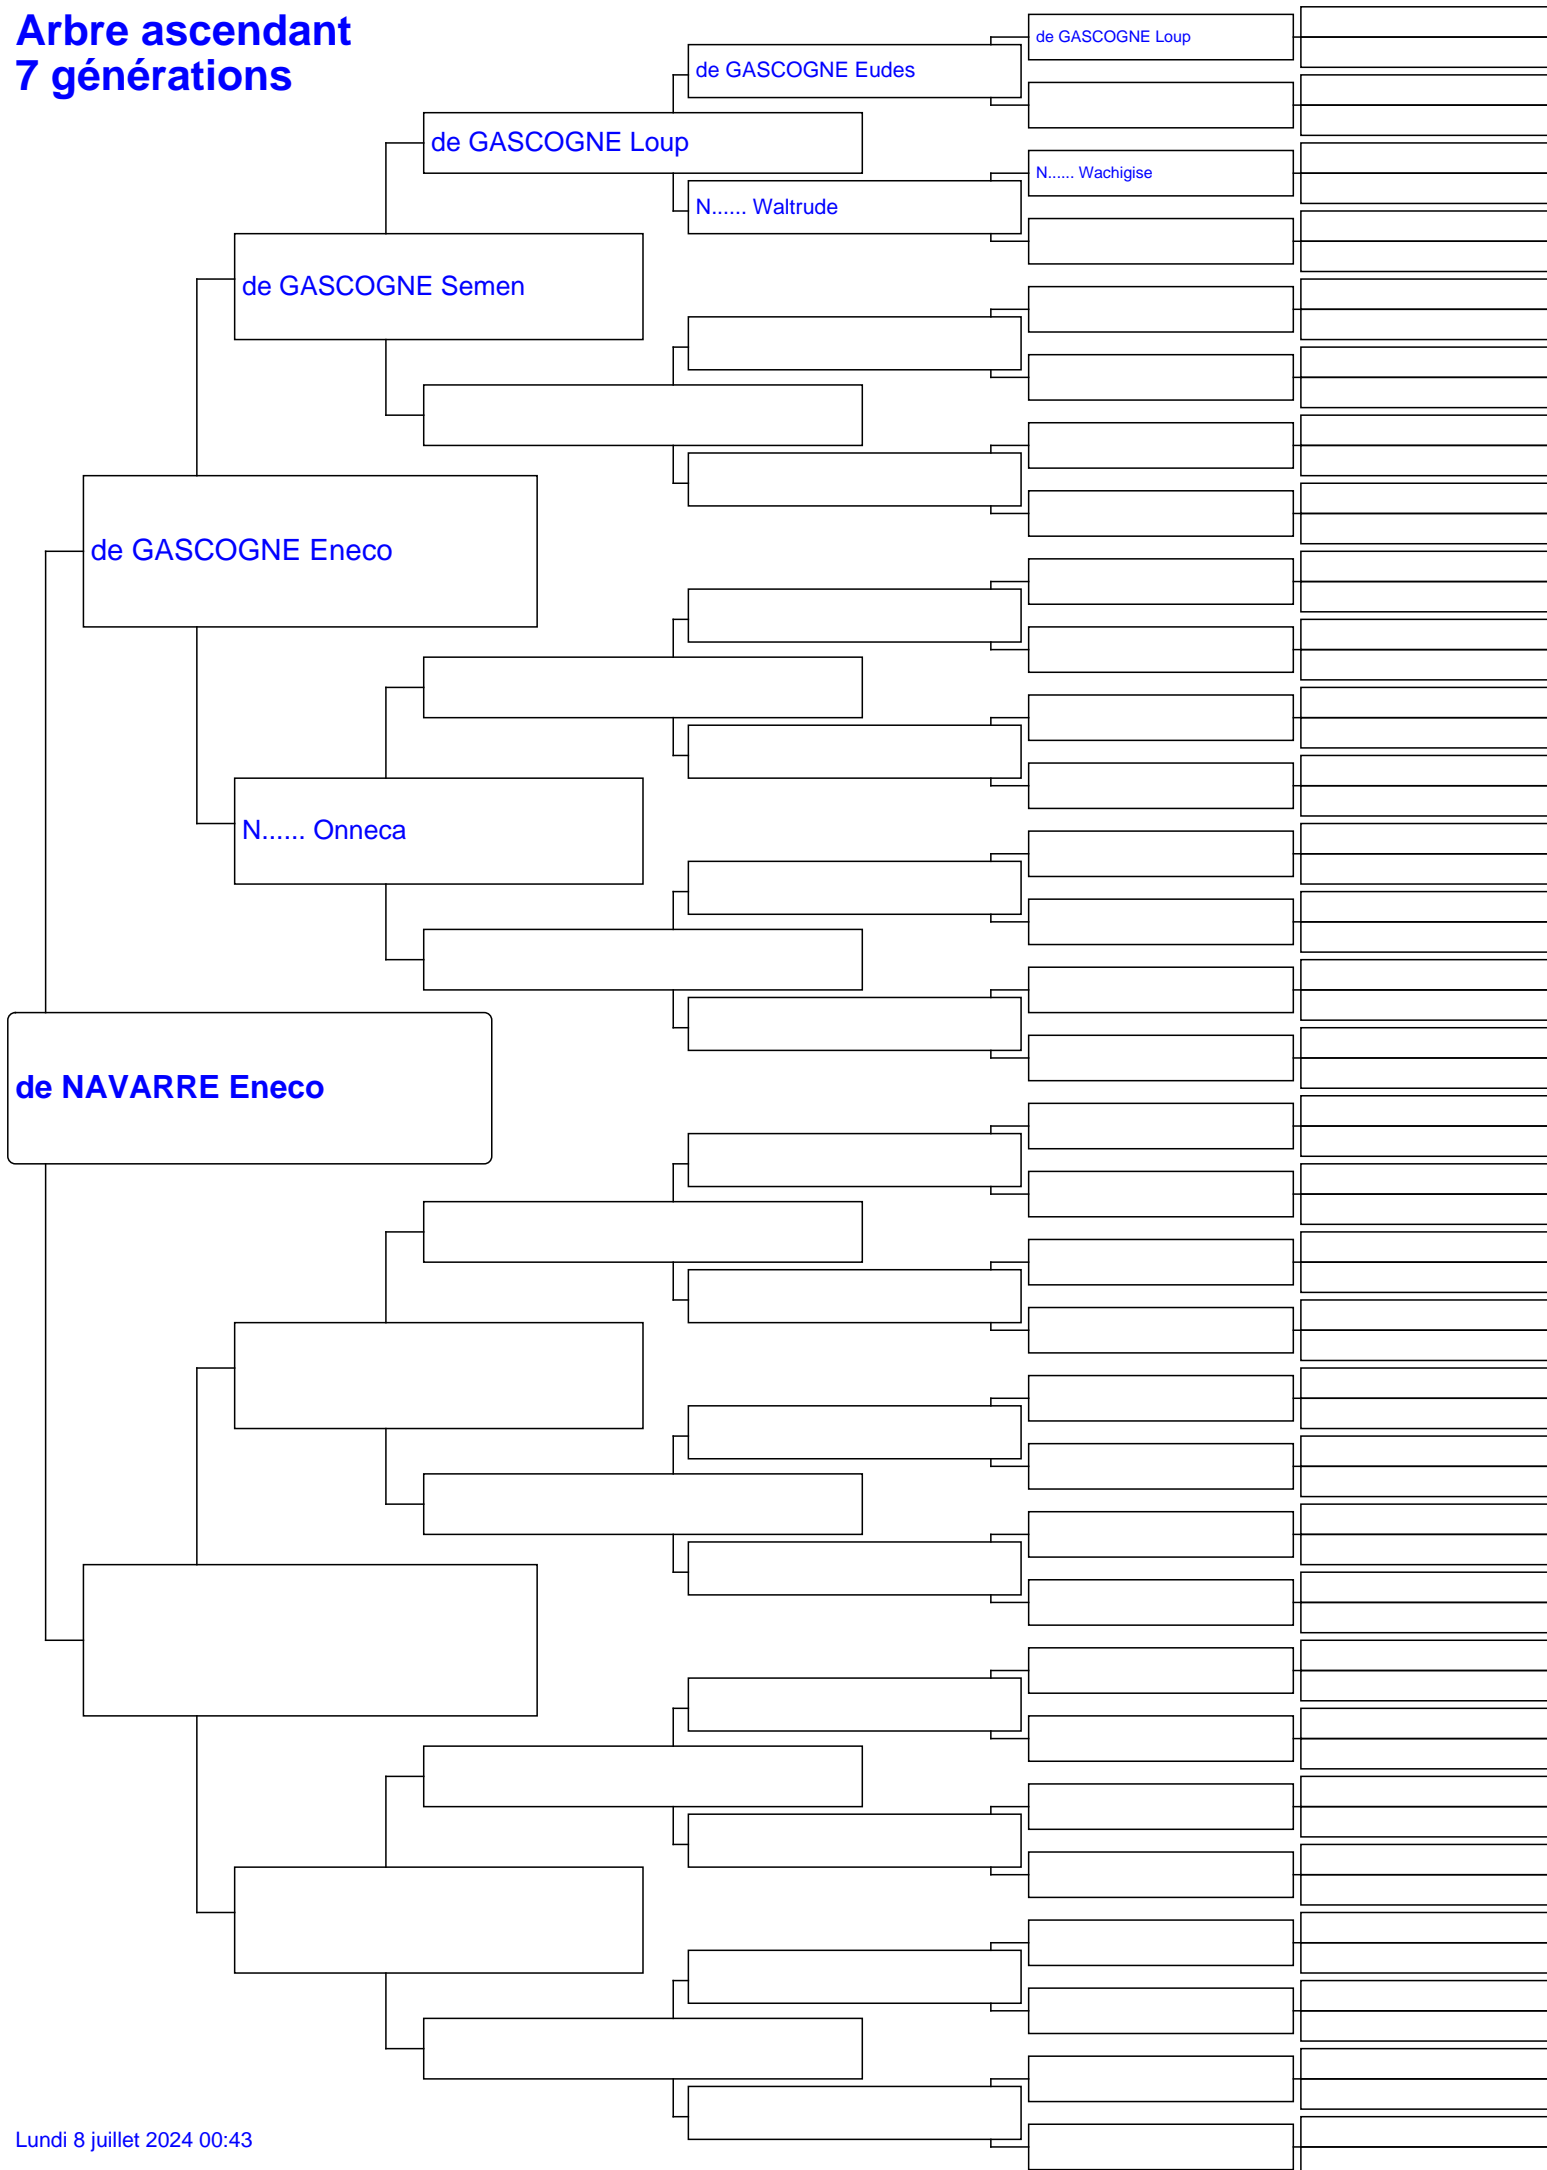 Arbre ascendant
7 générations
de GASCOGNE Loup
de GASCOGNE Eudes
de GASCOGNE Loup
N...... Wachigise
N...... Waltrude
de GASCOGNE Semen
de GASCOGNE Eneco
N...... Onneca
de NAVARRE Eneco
Lundi 8 juillet 2024 00:43